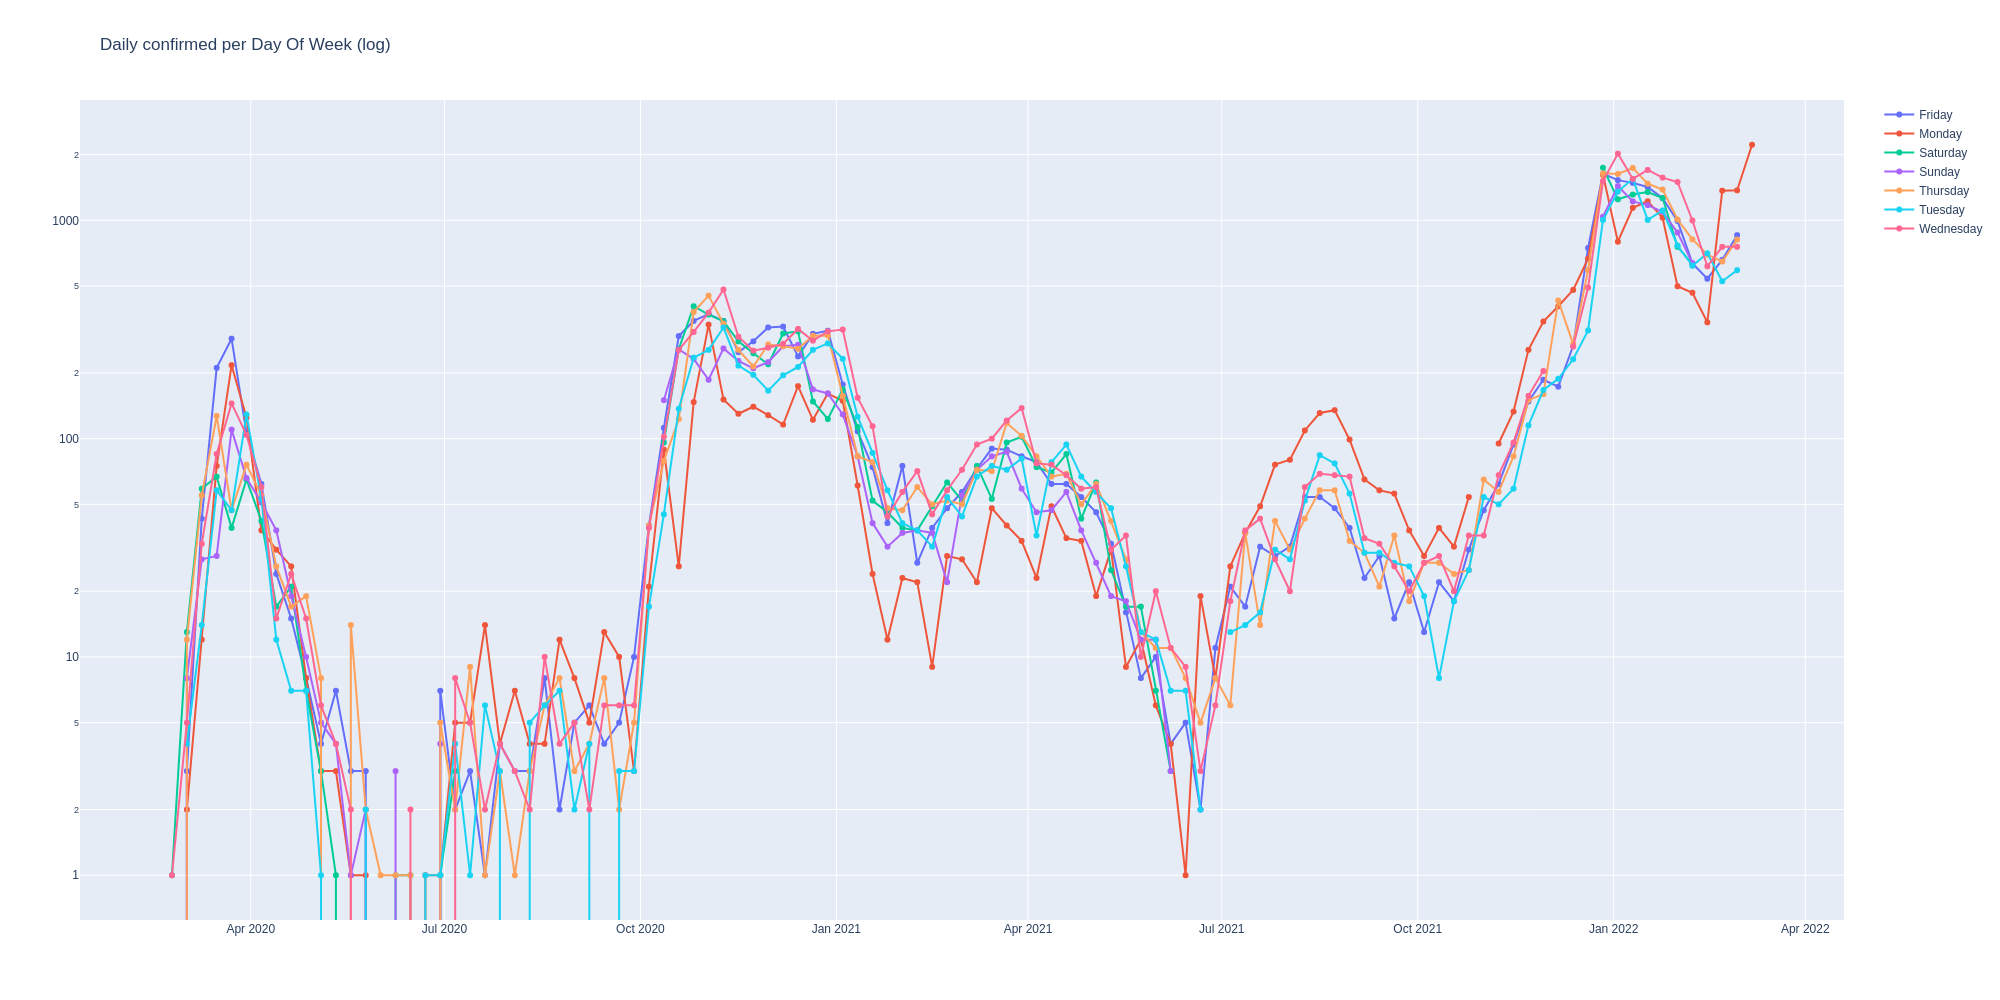 Daily confirmed per Day Of Week (log)
2
1000
5
2
100
5
2
10
5
2
1
Apr 2020
Jul 2020
Oct 2020
Jan 2021
Apr 2021
Jul 2021
Oct 2021
Jan 2022
Apr 2022
Friday
Monday
Saturday
Sunday
Thursday
Tuesday
Wednesday